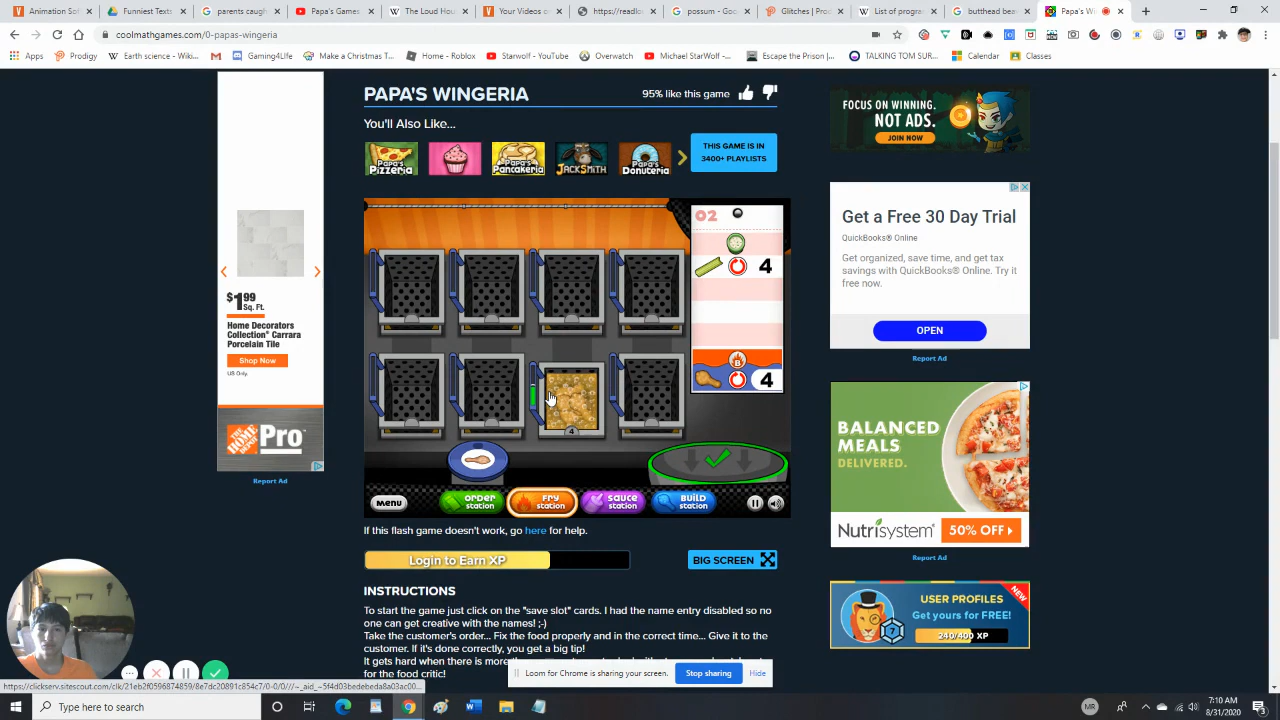 Animation Sof
parents caugh
Papa's Games
The Loud Hou
Your Videos o
https://readlo
possum - Goo
Glitches | Proc
List of program
butthead bea
Papa's Wi
coolmathgames.com/0-papas-wingeria
Apps
Prodigy
Earth science - Wiki...
Gaming4life
Make a Christmas T...
Home - Roblox
Starwolf - YouTube
Overwatch
Michael StarWolf -...
Escape the Prison |...
TALKING TOM SUR...
Calendar
Classes
PAPA'S WINGERIA
95% like this game
You'll Also Like...
Papa's Pizzeria
Papa's Pancakeria
JACKSMITH
Papa's Donuteria
THIS GAME IS IN
3400+ PLAYLISTS
02
4
B
4
4
MENU
ORDER station
FRY station
SAUCE station
BUILD station
If this flash game doesn't work, go here for help.
Login to Earn XP
BIG SCREEN
INSTRUCTIONS
To start the game just click on the "save slot" cards. I had the name entry disabled so no
one can get creative with the names! ;-)
Take the customer's order... Fix the food properly and in the correct time... Give it to the
customer. If it's done correctly, you get a big tip!
It gets hard when there is more
for the food critic!
$1.99
Sq. Ft.
Home Decorators
Collection® Carrara
Porcelain Tile
Shop Now
US Only.
THE HOME DEPOT
Pro
Report Ad
FOCUS ON WINNING.
NOT ADS.
JOIN NOW
Get a Free 30 Day Trial
QuickBooks® Online
Get organized, save time, and get tax
savings with QuickBooks® Online. Try it
free now.
OPEN
Report Ad
BALANCED
MEALS
DELIVERED.
Nutrisystem®
50% OFF
Report Ad
NEW
USER PROFILES
Get yours for FREE!
7
240/400 XP
Loom for Chrome is sharing your screen.
Stop sharing
Hide
Type here to search
MR
7:10 AM
8/31/2020
3